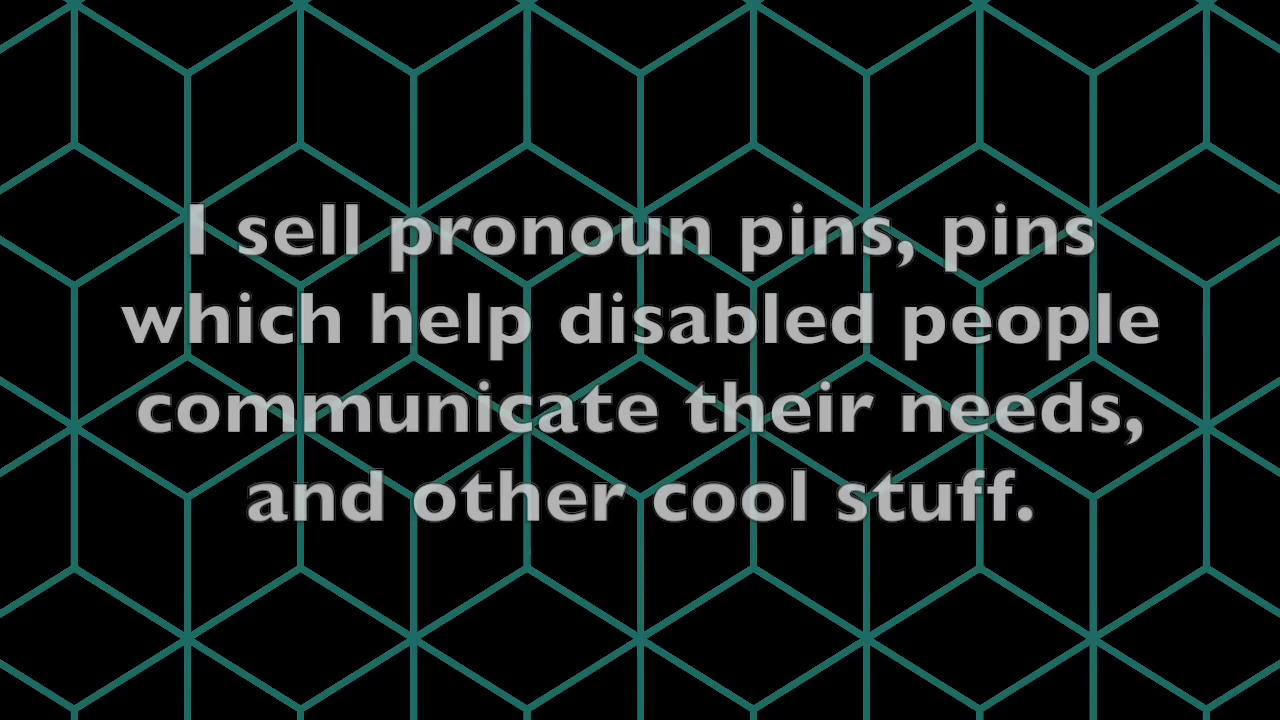 I sell pronoun pins, pins
which help disabled people
communicate their needs,
and other cool stuff.